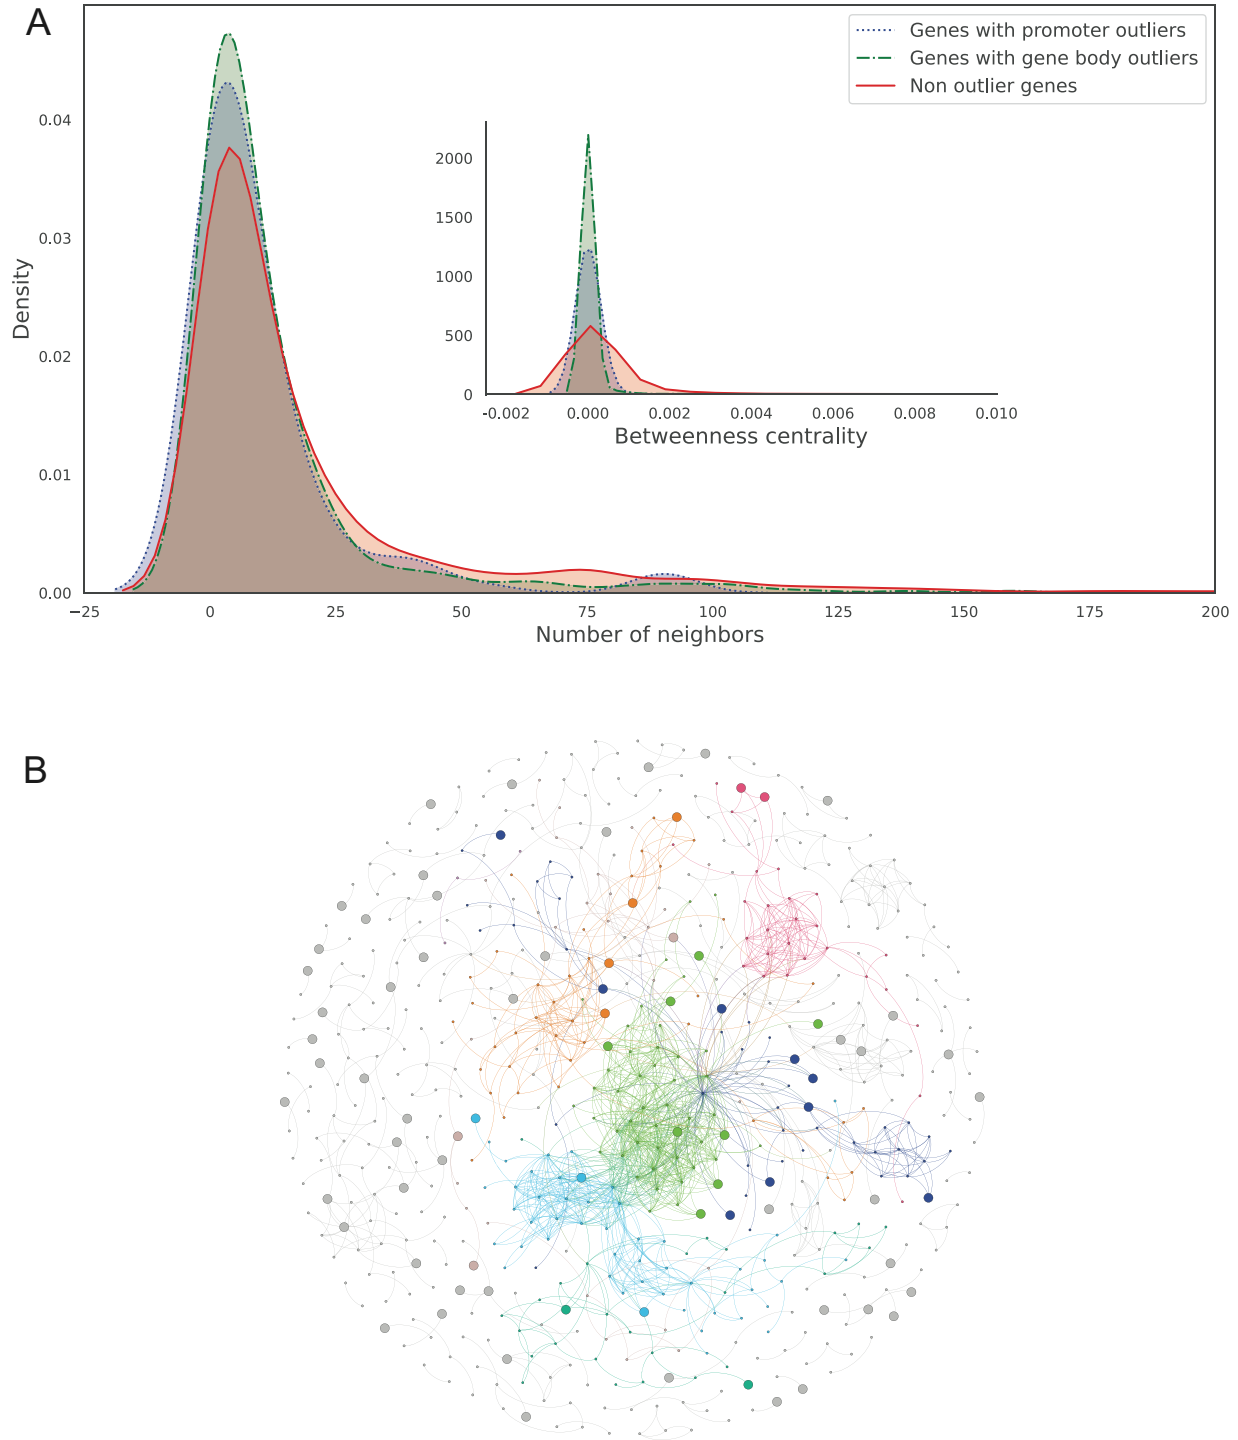 A
Genes with promoter outliers
Genes with gene body outliers
Non outlier genes
Density
0.04
0.03
0.02
0.01
0.00
2000
1500
1000
500
0
-0.002 0.000 0.002 0.004 0.006 0.008 0.010
Betweenness centrality
−25 0 25 50 75 100 125 150 175 200
Number of neighbors
B